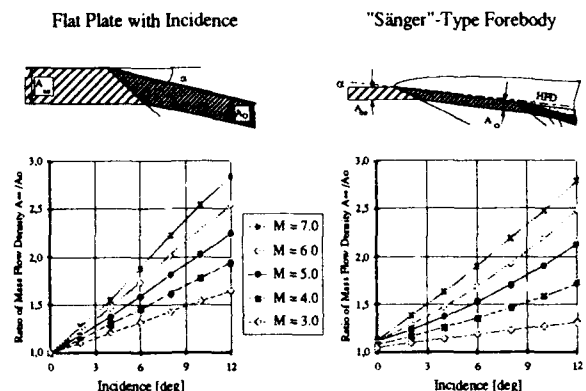 Flat Plate with Incidence
"Sänger"-Type Forebody
A∞
α
Ao
α
A∞
Ao
HPD
Ratio of Mass Flow Density A∞/Ao
3,0
2,5
2,0
1,5
1,0
0
3
6
9
12
Incidence [deg]
M = 7.0
M = 6.0
M = 5.0
M = 4.0
M = 3.0
Ratio of Mass Flow Density A∞/Ao
3,0
2,5
2,0
1,5
1,0
0
3
6
9
12
Incidence [deg]